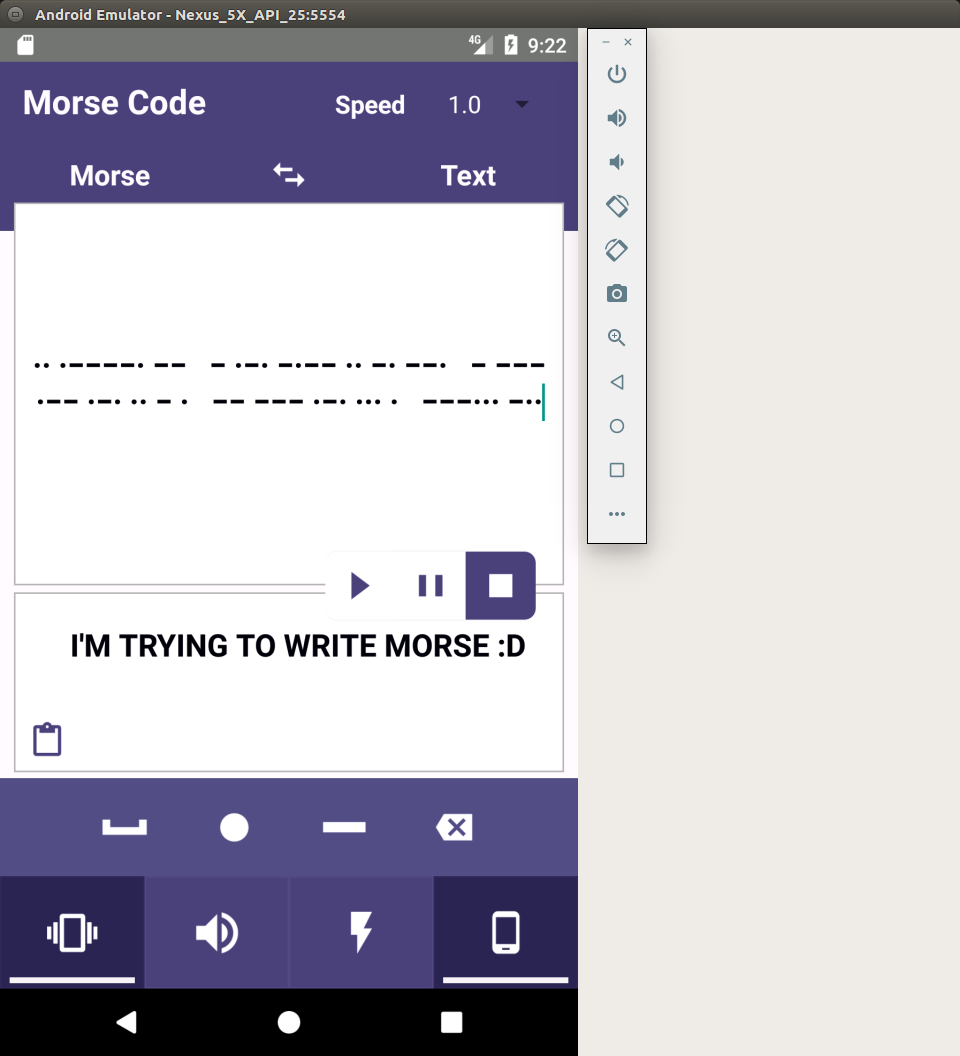 Android Emulator - Nexus_5X_API_25:5554
4G 9:22
Morse Code Speed 1.0
Morse Text
•• •————• ——  — •—• —•—— •• —• ——•  — ———
•—— •—• •• — •  —— ——— •—• ••• •  ———••• —••
I'M TRYING TO WRITE MORSE :D